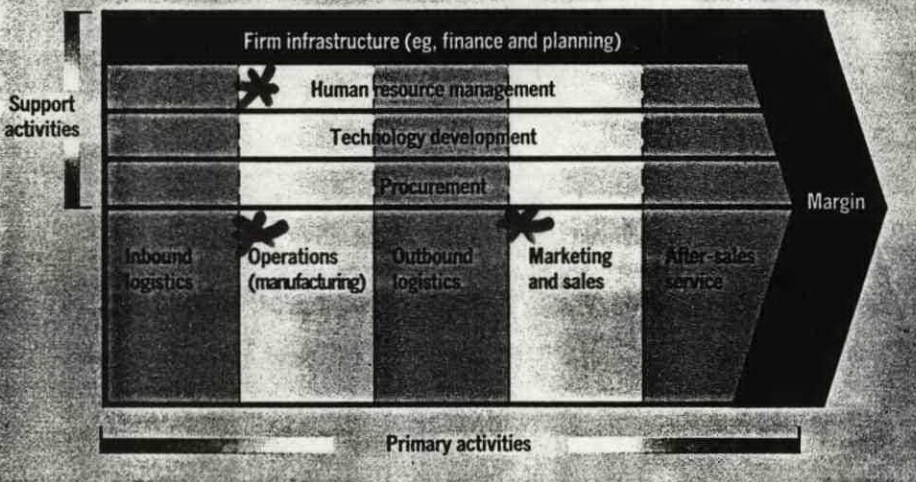 Firm infrastructure (eg, finance and planning)
Support
activities
Human resource management
Technology development
Procurement
Margin
Inbound
logistics
Operations
(manufacturing)
Outbound
logistics
Marketing
and sales
After-sales
service
Primary activities